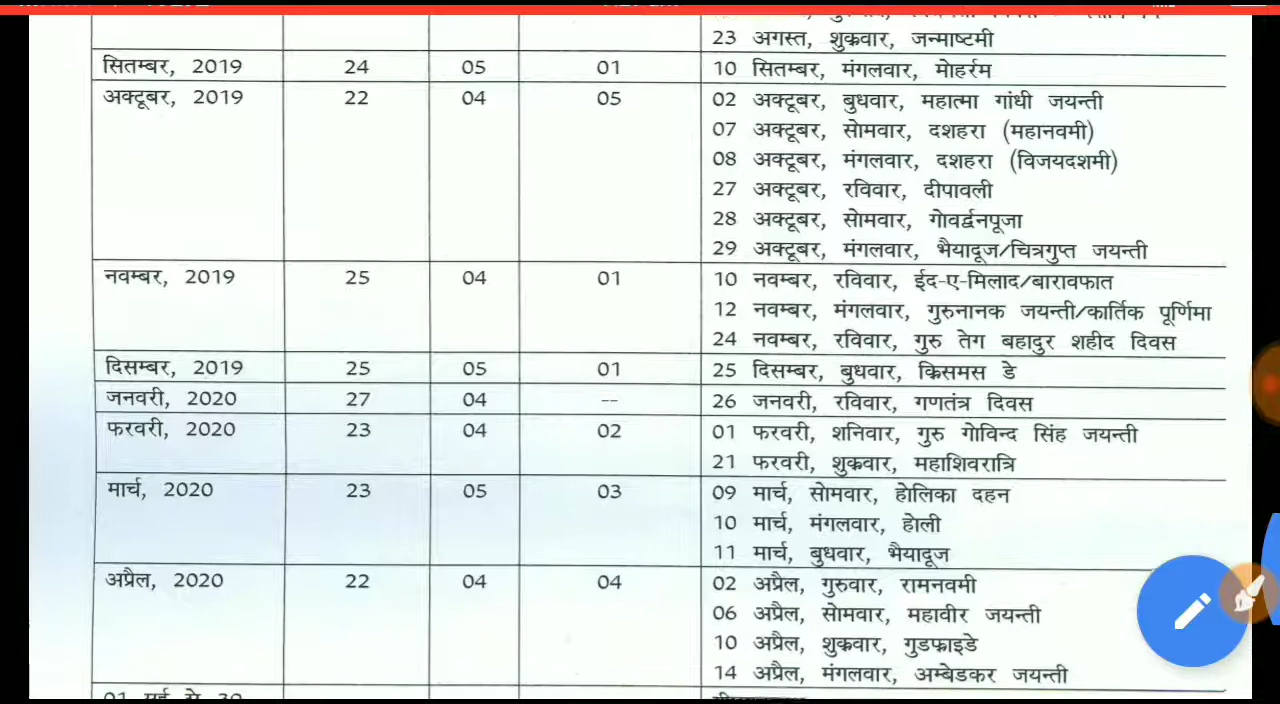 23 अगस्त, शुक्रवार, जन्माष्टमी
सितम्बर, 2019 24 05 01 10 सितम्बर, मंगलवार, मोहर्रम
अक्टूबर, 2019 22 04 05 02 अक्टूबर, बुधवार, महात्मा गांधी जयन्ती
07 अक्टूबर, सोमवार, दशहरा (महानवमी)
08 अक्टूबर, मंगलवार, दशहरा (विजयदशमी)
27 अक्टूबर, रविवार, दीपावली
28 अक्टूबर, सोमवार, गोवर्द्वनपूजा
29 अक्टूबर, मंगलवार, भैयादूज/चित्रगुप्त जयन्ती
नवम्बर, 2019 25 04 01 10 नवम्बर, रविवार, ईद-ए-मिलाद/बारावफात
12 नवम्बर, मंगलवार, गुरुनानक जयन्ती/कार्तिक पूर्णिमा
24 नवम्बर, रविवार, गुरु तेग बहादुर शहीद दिवस
दिसम्बर, 2019 25 05 01 25 दिसम्बर, बुधवार, क्रिसमस डे
जनवरी, 2020 27 04 -- 26 जनवरी, रविवार, गणतंत्र दिवस
फरवरी, 2020 23 04 02 01 फरवरी, शनिवार, गुरु गोविन्द सिंह जयन्ती
21 फरवरी, शुक्रवार, महाशिवरात्रि
मार्च, 2020 23 05 03 09 मार्च, सोमवार, होलिका दहन
10 मार्च, मंगलवार, होली
11 मार्च, बुधवार, भैयादूज
अप्रैल, 2020 22 04 04 02 अप्रैल, गुरुवार, रामनवमी
06 अप्रैल, सोमवार, महावीर जयन्ती
10 अप्रैल, शुक्रवार, गुडफ्राइडे
14 अप्रैल, मंगलवार, अम्बेडकर जयन्ती